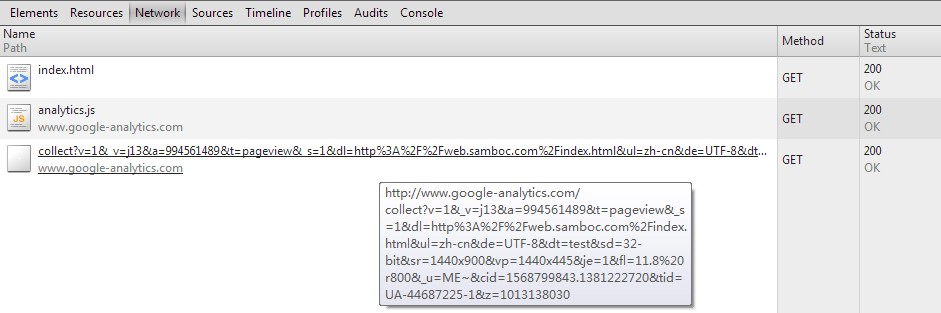 Elements Resources Network Sources Timeline Profiles Audits Console
Name Method Status
Path Text
index.html GET 200
OK
analytics.js GET 200
www.google-analytics.com OK
collect?v=1&_v=j13&a=994561489&t=pageview&_s=1&dl=http%3A%2F%2Fweb.samboc.com%2Findex.html&ul=zh-cn&de=UTF-8&dt... GET 200
www.google-analytics.com OK
http://www.google-analytics.com/
collect?v=1&_v=j13&a=994561489&t=pageview&_s
=1&dl=http%3A%2F%2Fweb.samboc.com%2Findex.
html&ul=zh-cn&de=UTF-8&dt=test&sd=32-
bit&sr=1440x900&vp=1440x445&je=1&fl=11.8%20
r800&_u=ME~&cid=1568799843.1381222720&tid=
UA-44687225-1&z=1013138030